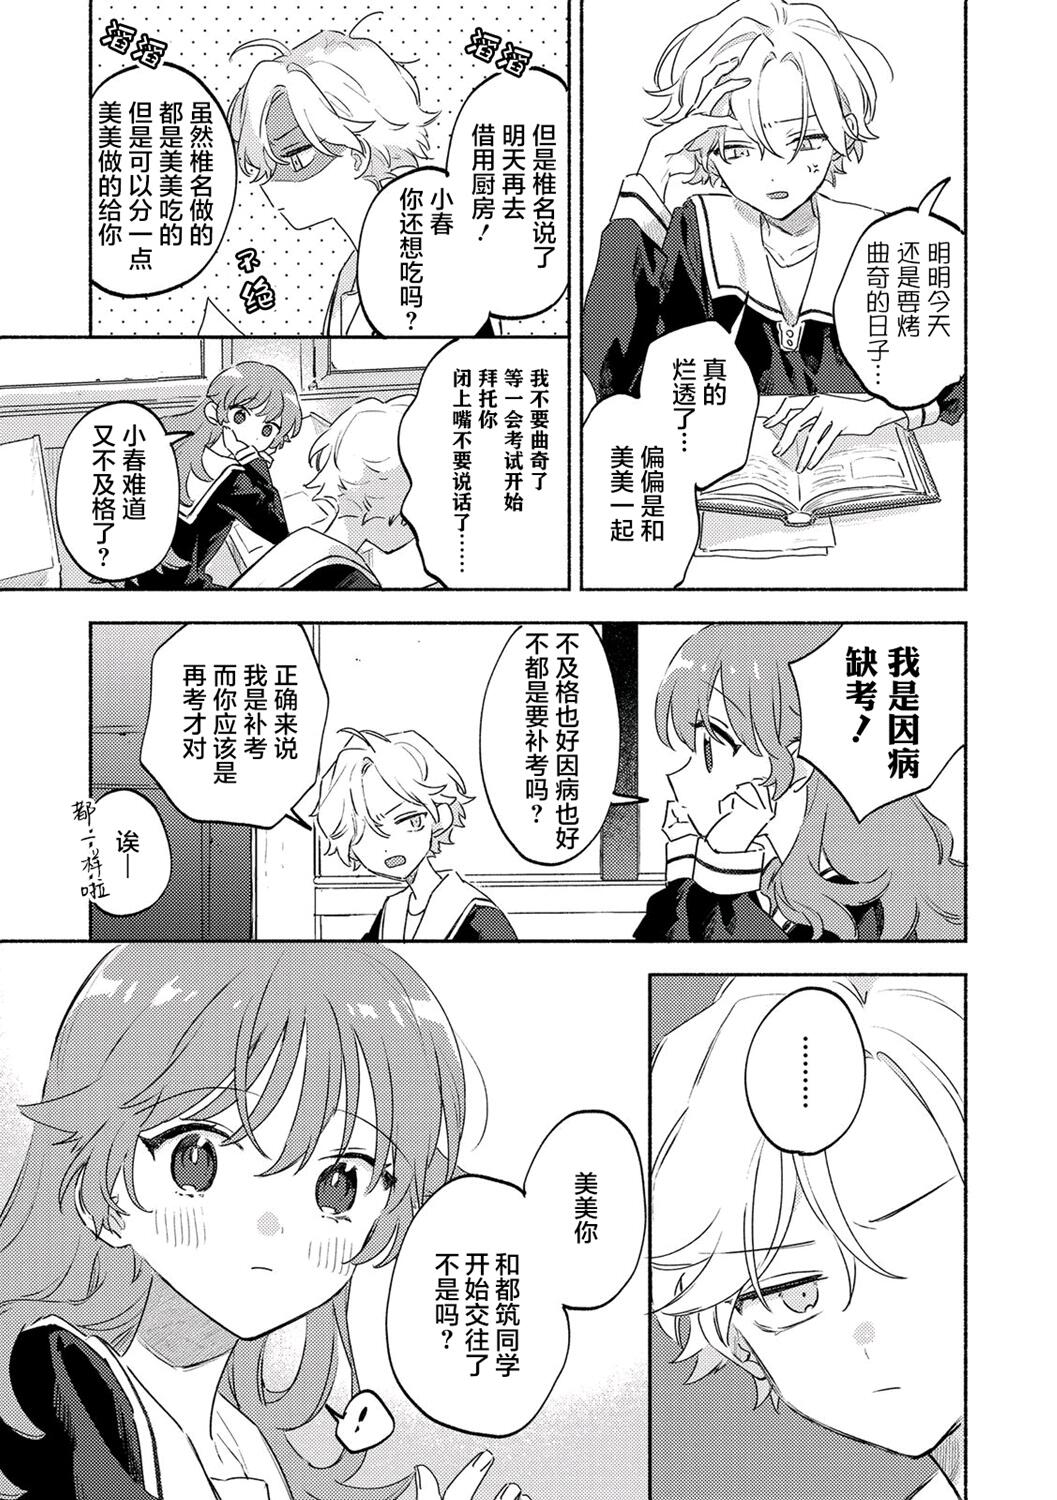 明明今天
还是要烤
曲奇的日子…
真的
烂透了…
偏偏是和
美美一起
滔滔
但是椎名说了
明天再去
借用厨房！
小春
你还想吃吗？
滔滔
不
绝
虽然椎名做的
都是美美吃的
但是可以分一点
美美做的给你
我不要曲奇了
等一会考试开始
拜托你
闭上嘴不要说话了……
小春难道
又不及格了？
我是因病
缺考！
不及格也好因病也好
不都是要补考吗？
正确来说
我是补考
而你应该是
再考才对
诶—
都一样啦
………
美美你
和都筑同学
开始交往了
不是吗？
！